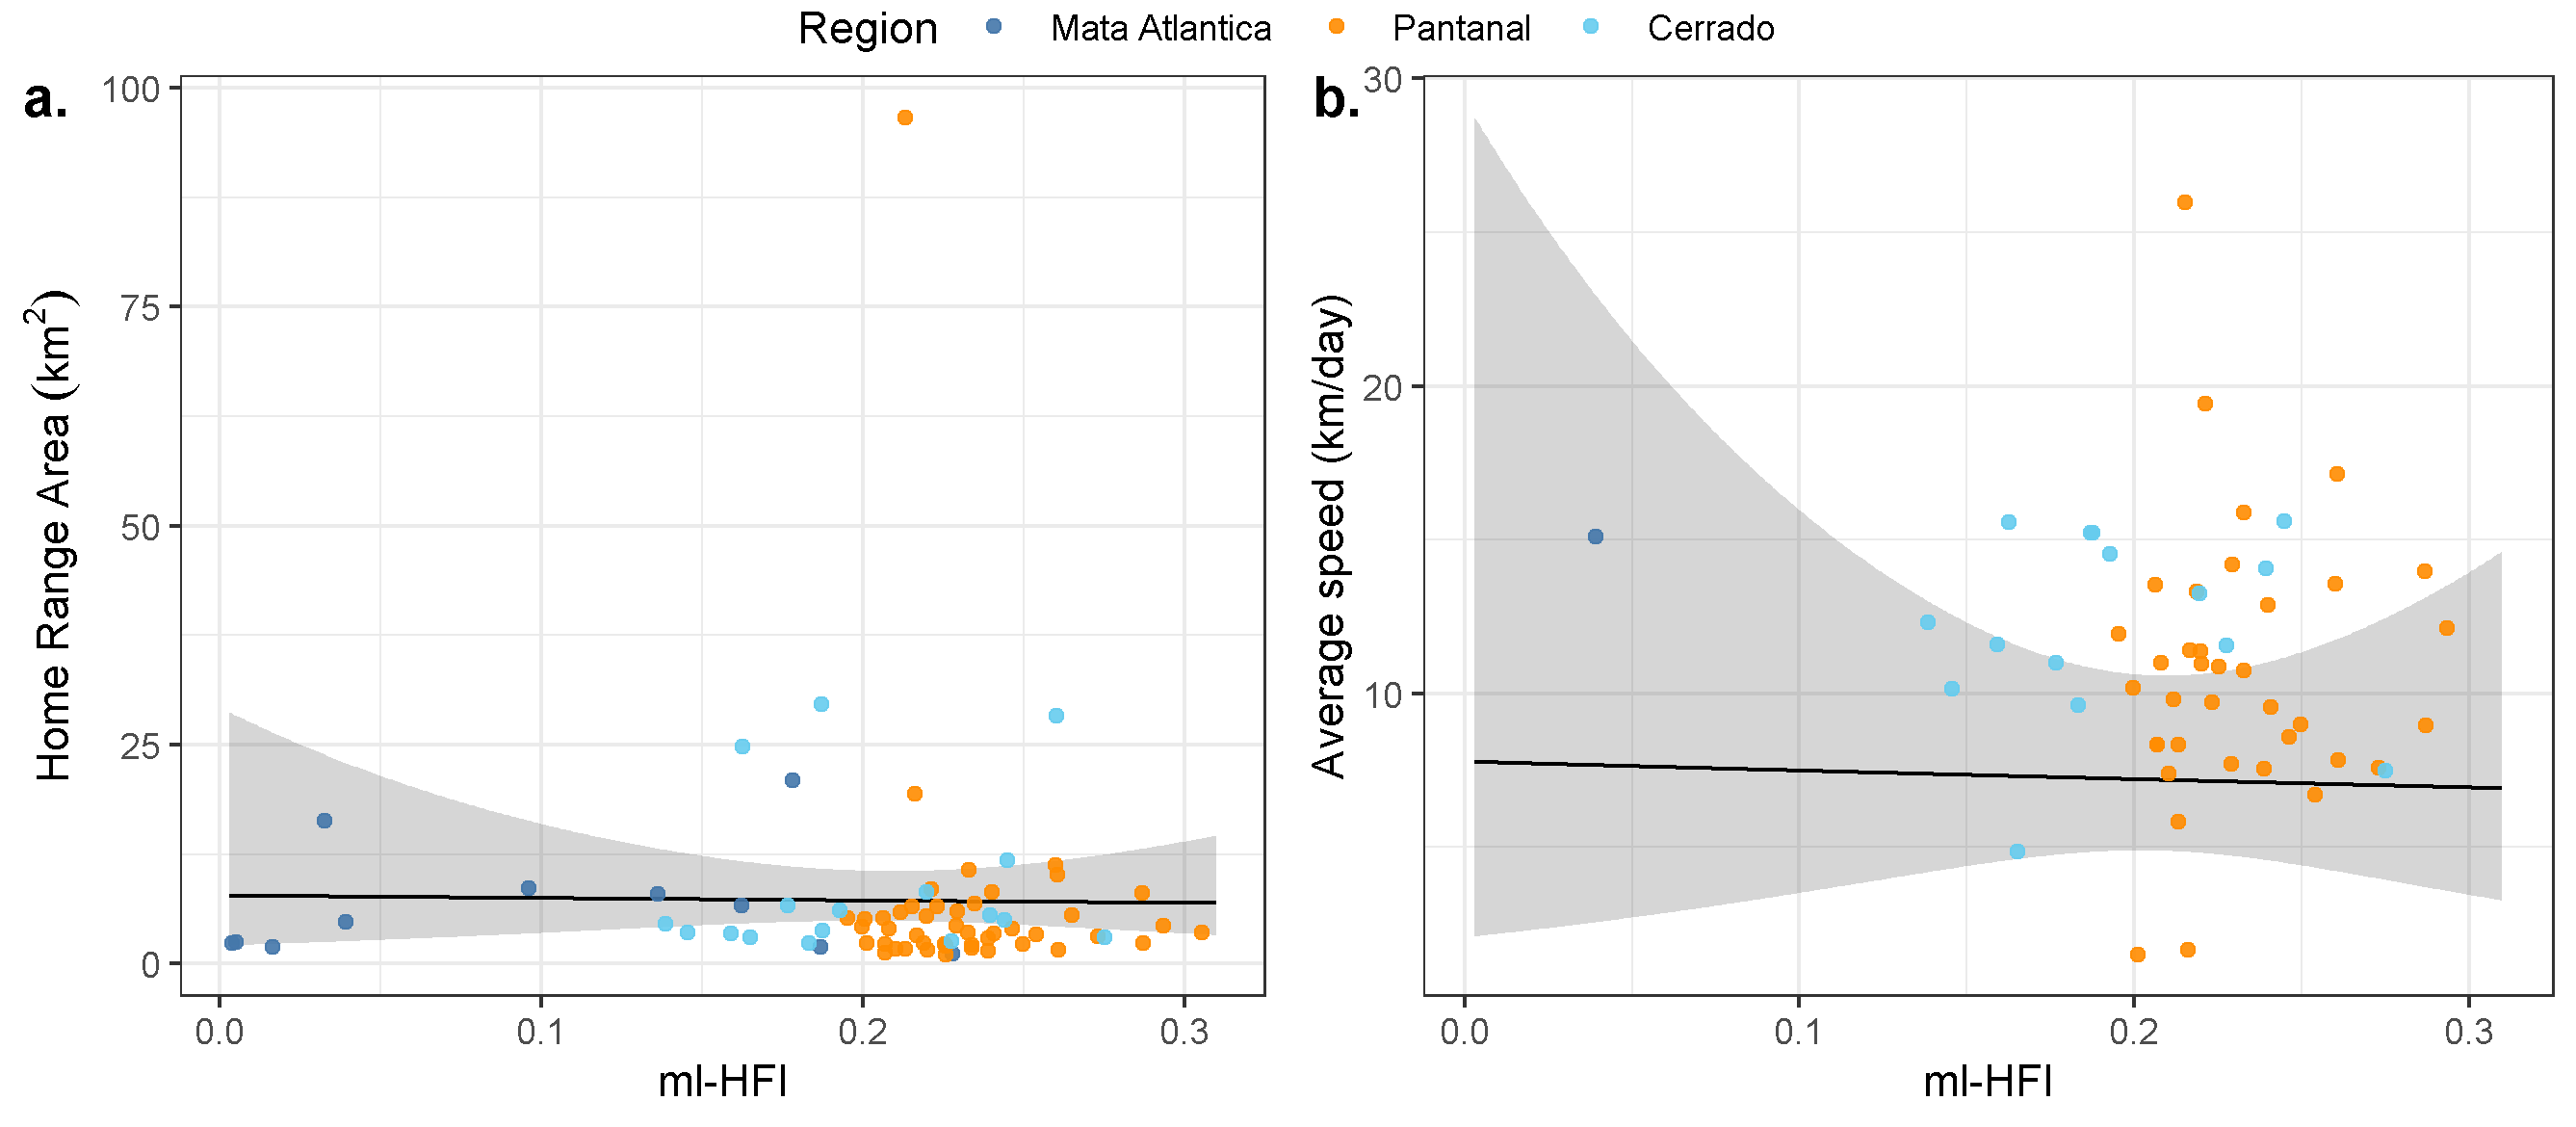 Region Mata Atlantica Pantanal Cerrado
a.
100
75
50
25
0
Home Range Area (km²)
0.0 0.1 0.2 0.3
ml-HFI
b.
30
20
10
Average speed (km/day)
0.0 0.1 0.2 0.3
ml-HFI